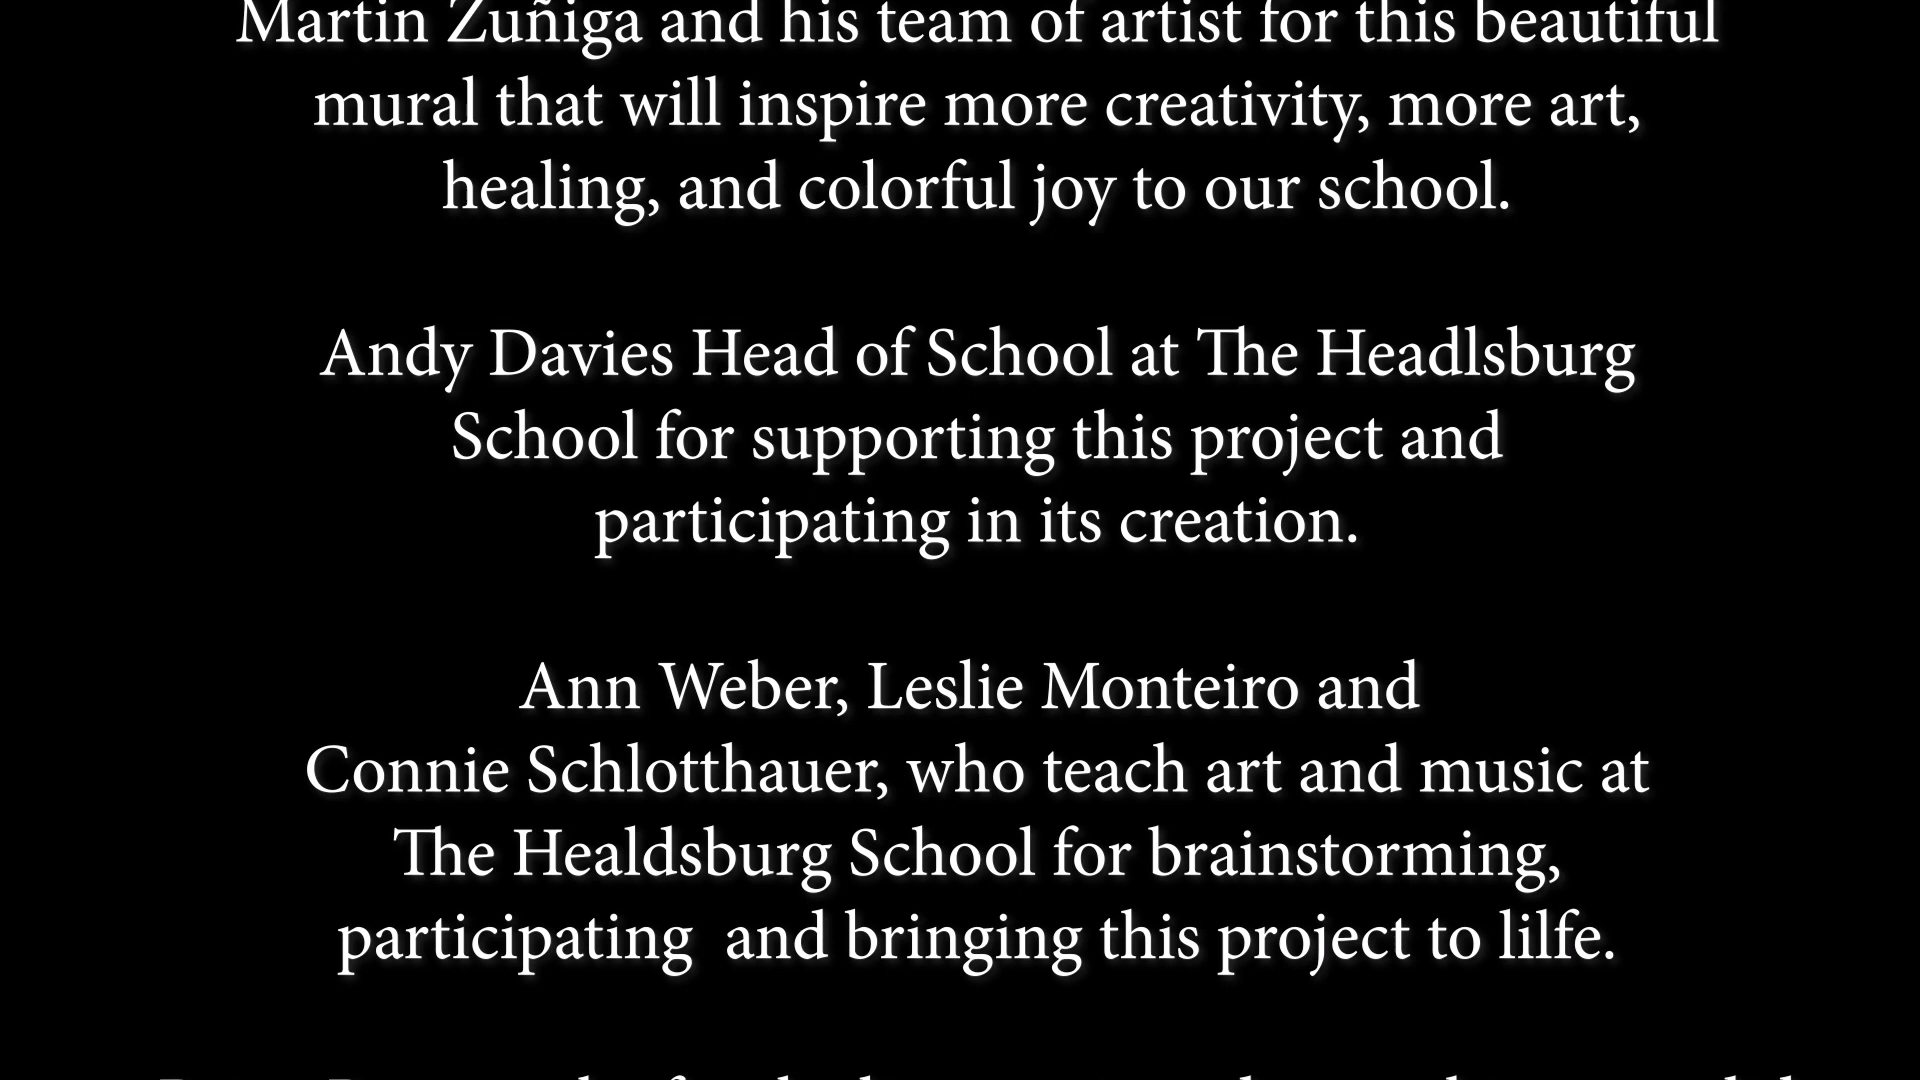 Martin Zuñiga and his team of artist for this beautiful
mural that will inspire more creativity, more art,
healing, and colorful joy to our school.
Andy Davies Head of School at The Headlsburg
School for supporting this project and
participating in its creation.
Ann Weber, Leslie Monteiro and
Connie Schlotthauer, who teach art and music at
The Healdsburg School for brainstorming,
participating  and bringing this project to lilfe.